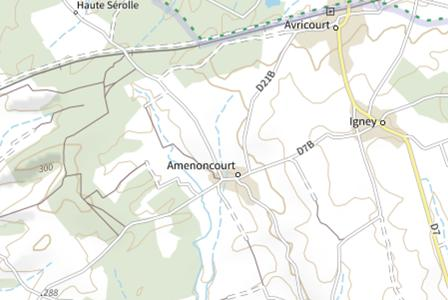 Haute Sérolle
Avricourt
D21B
Igney
D7B
Amenoncourt
300
D7
288